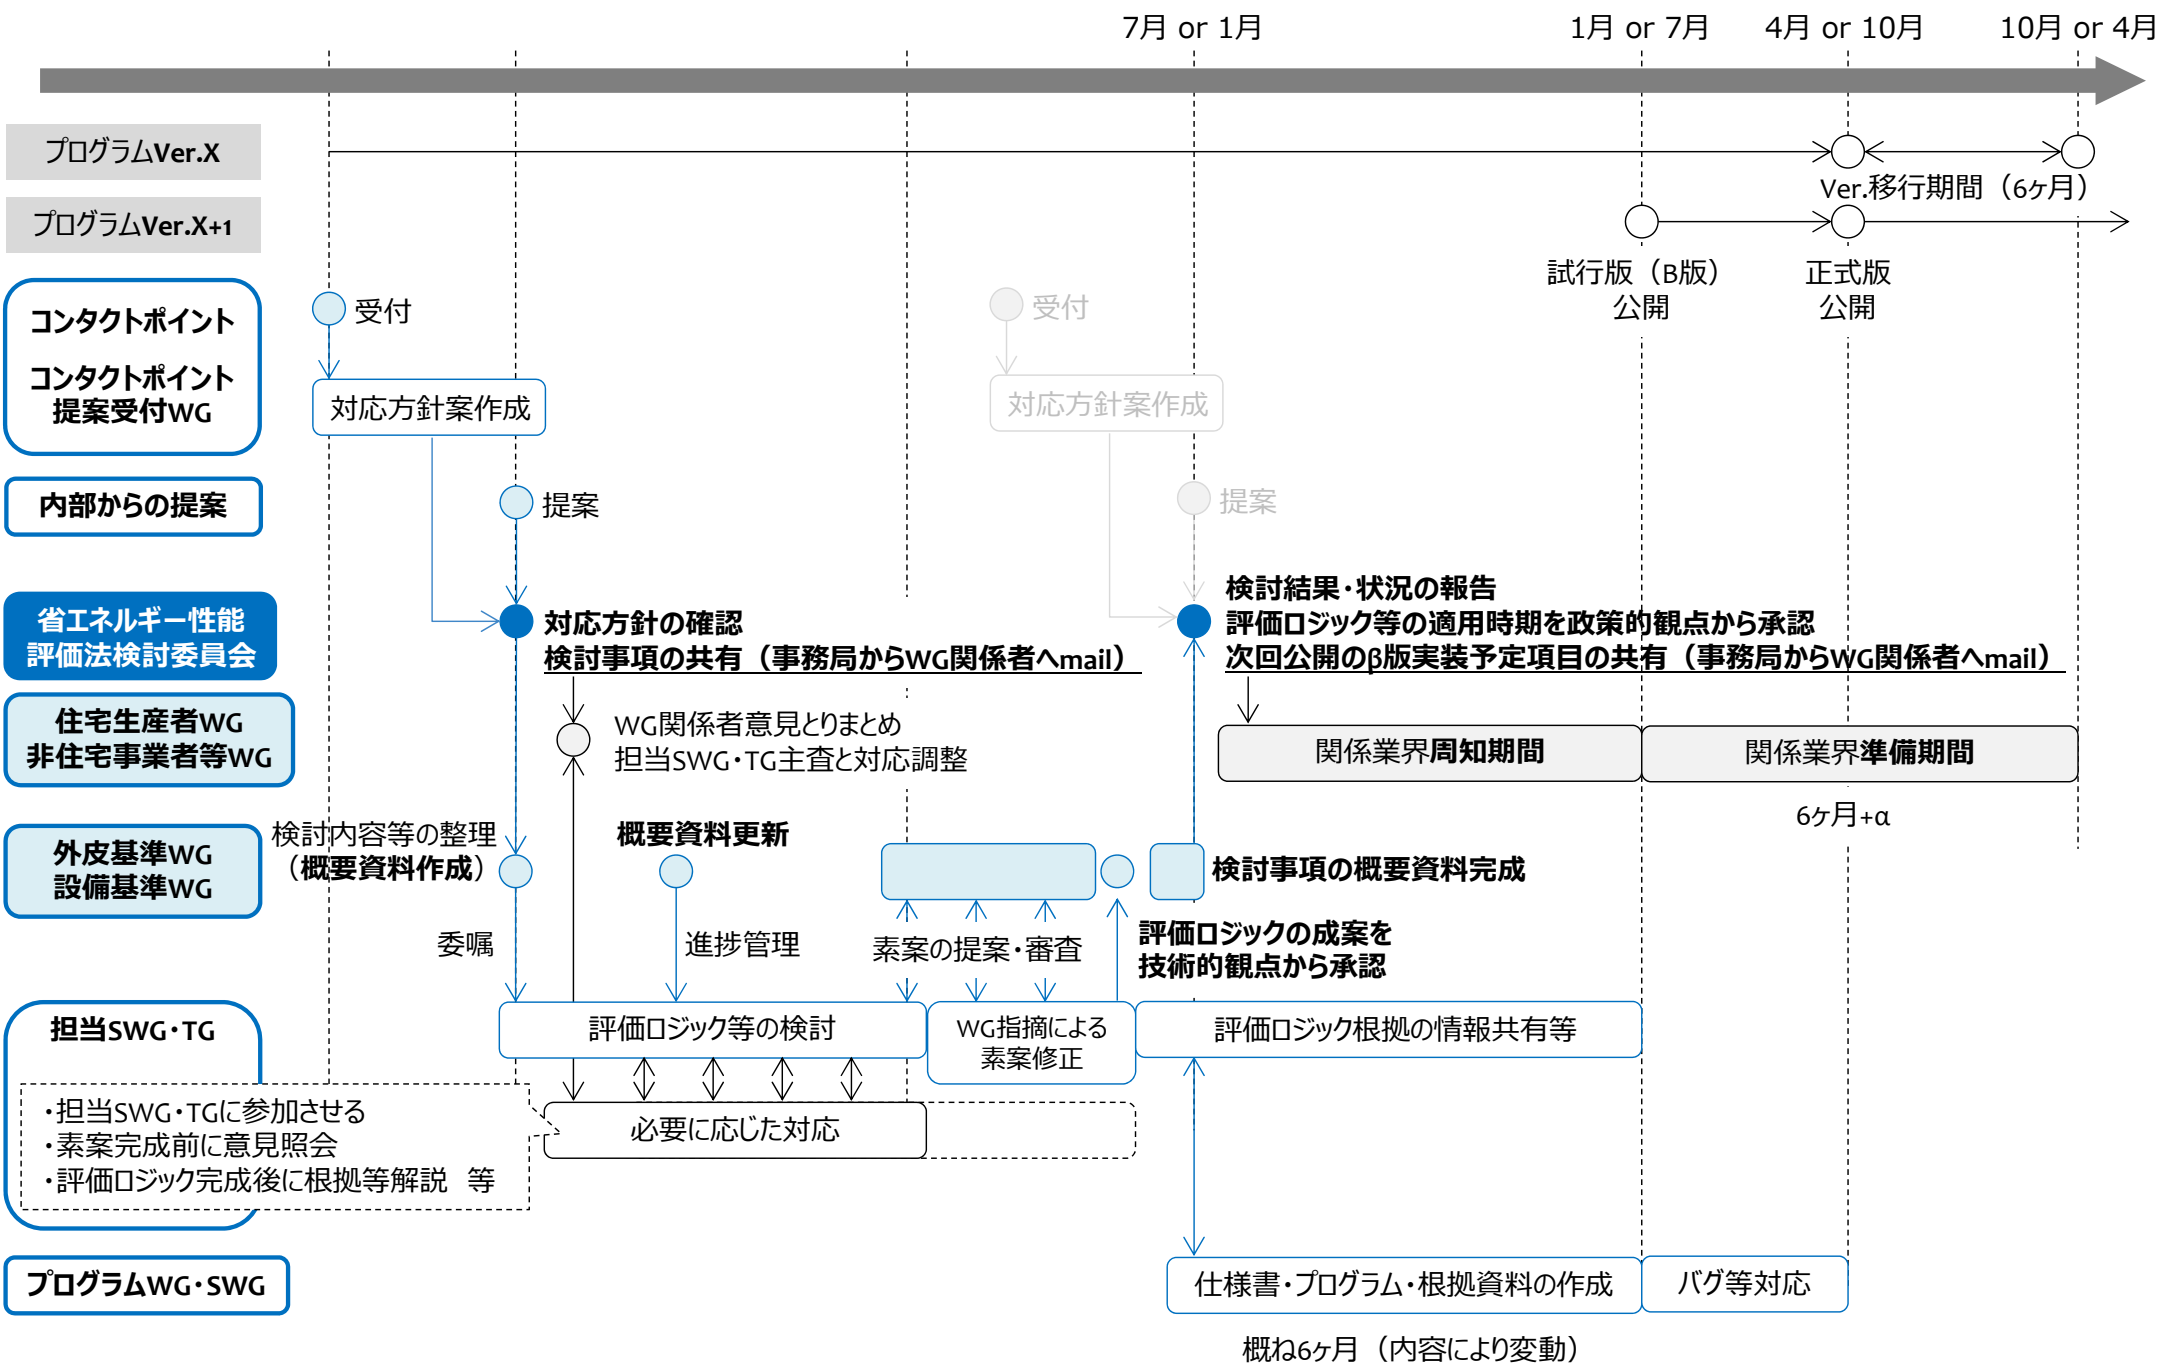 7月 or 1月
1月 or 7月
4月 or 10月
10月 or 4月
プログラムVer.X
Ver.移行期間（6ヶ月）
プログラムVer.X+1
試行版（Β版）
公開
正式版
公開
コンタクトポイント
コンタクトポイント
提案受付WG
受付
対応方針案作成
受付
対応方針案作成
内部からの提案
提案
提案
省エネルギー性能
評価法検討委員会
対応方針の確認
検討事項の共有（事務局からWG関係者へmail）
検討結果・状況の報告
評価ロジック等の適用時期を政策的観点から承認
次回公開のβ版実装予定項目の共有（事務局からWG関係者へmail）
住宅生産者WG
非住宅事業者等WG
WG関係者意見とりまとめ
担当SWG・TG主査と対応調整
関係業界周知期間
関係業界準備期間
6ヶ月+α
外皮基準WG
設備基準WG
検討内容等の整理
（概要資料作成）
概要資料更新
検討事項の概要資料完成
委嘱
進捗管理
素案の提案・審査
評価ロジックの成案を
技術的観点から承認
担当SWG・TG
評価ロジック等の検討
WG指摘による
素案修正
評価ロジック根拠の情報共有等
・担当SWG・TGに参加させる
・素案完成前に意見照会
・評価ロジック完成後に根拠等解説　等
必要に応じた対応
プログラムWG・SWG
仕様書・プログラム・根拠資料の作成
バグ等対応
概ね6ヶ月（内容により変動）